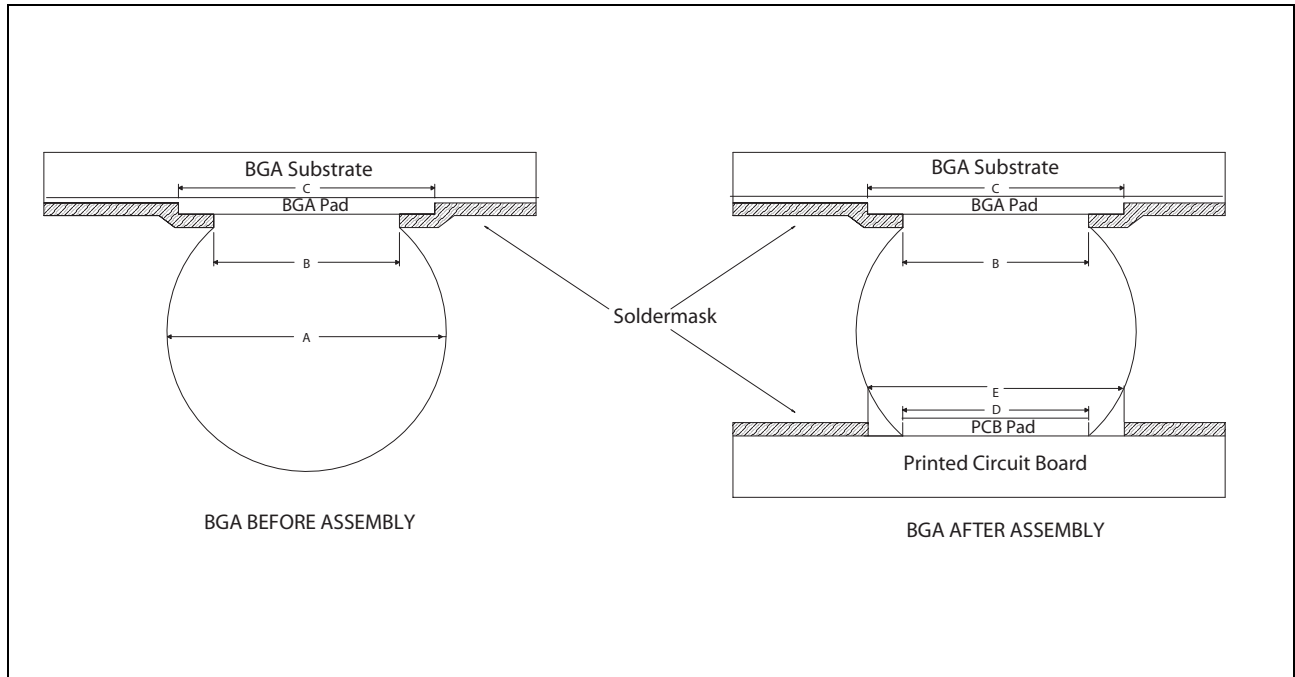 BGA Substrate
C
BGA Pad
B
A
BGA BEFORE ASSEMBLY
Soldermask
BGA Substrate
C
BGA Pad
B
E
D
PCB Pad
Printed Circuit Board
BGA AFTER ASSEMBLY